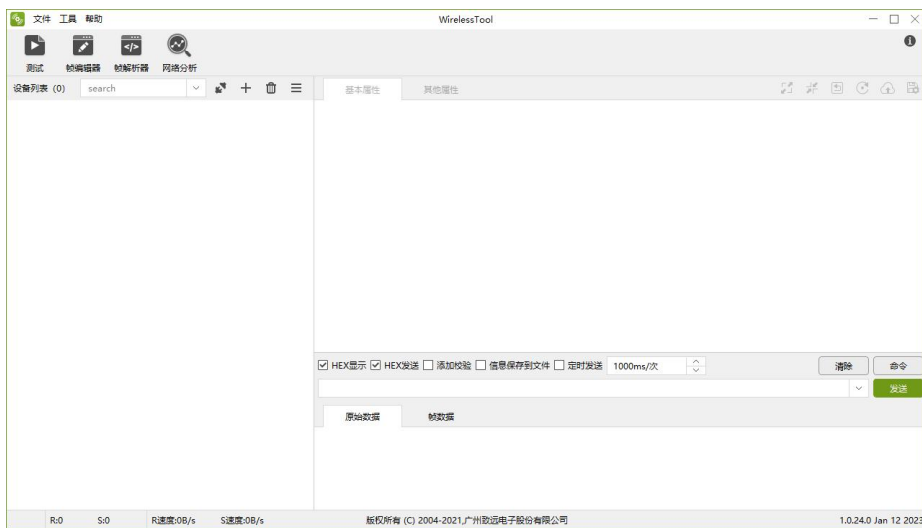 文件 工具 帮助 WirelessTool
测试 帧编辑器 帧解析器 网络分析
设备列表 (0) search 基本属性 其他属性
HEX显示 HEX发送 添加校验 信息保存到文件 定时发送 1000ms/次 清除 命令
发送
原始数据 帧数据
R:0 S:0 R速度:0B/s S速度:0B/s 版权所有 (C) 2004-2021,广州致远电子股份有限公司 1.0.24.0 Jan 12 2023